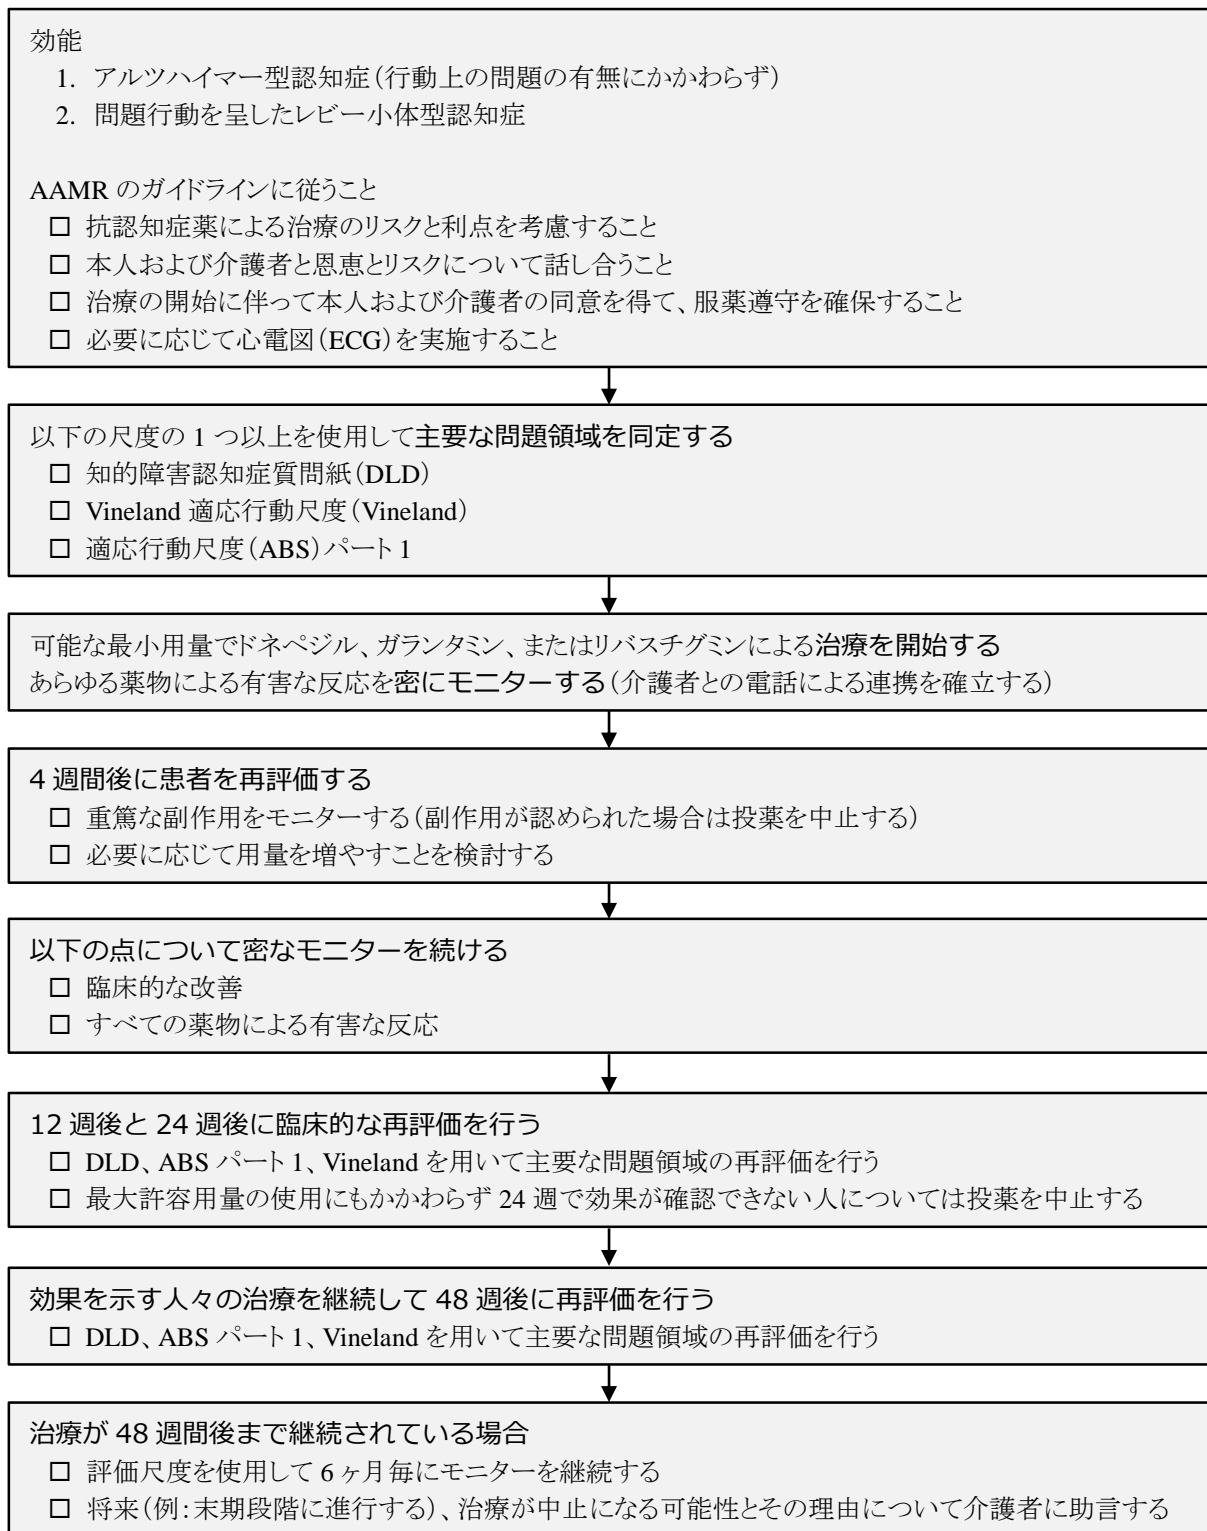 効能
1. アルツハイマー型認知症（行動上の問題の有無にかかわらず）
2. 問題行動を呈したレビー小体型認知症
AAMR のガイドラインに従うこと
□ 抗認知症薬による治療のリスクと利点を考慮すること
□ 本人および介護者と恩恵とリスクについて話し合うこと
□ 治療の開始に伴って本人および介護者の同意を得て、服薬遵守を確保すること
□ 必要に応じて心電図（ECG）を実施すること
以下の尺度の 1 つ以上を使用して主要な問題領域を同定する
□ 知的障害認知症質問紙（DLD）
□ Vineland 適応行動尺度（Vineland）
□ 適応行動尺度（ABS）パート 1
可能な最小用量でドネペジル、ガランタミン、またはリバスチグミンによる治療を開始する
あらゆる薬物による有害な反応を密にモニターする（介護者との電話による連携を確立する）
4 週間後に患者を再評価する
□ 重篤な副作用をモニターする（副作用が認められた場合は投薬を中止する）
□ 必要に応じて用量を増やすことを検討する
以下の点について密なモニターを続ける
□ 臨床的な改善
□ すべての薬物による有害な反応
12 週後と 24 週後に臨床的な再評価を行う
□ DLD、ABS パート 1、Vineland を用いて主要な問題領域の再評価を行う
□ 最大許容用量の使用にもかかわらず 24 週で効果が確認できない人については投薬を中止する
効果を示す人々の治療を継続して 48 週後に再評価を行う
□ DLD、ABS パート 1、Vineland を用いて主要な問題領域の再評価を行う
治療が 48 週間後まで継続されている場合
□ 評価尺度を使用して 6 ヶ月毎にモニターを継続する
□ 将来（例：末期段階に進行する）、治療が中止になる可能性とその理由について介護者に助言する